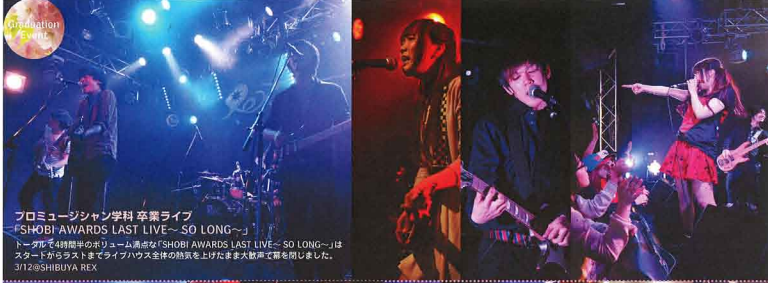 Graduation
Event
プロミュージシャン学科 卒業ライブ
「SHOBI AWARDS LAST LIVE～ SO LONG～」
トータルで4時間半のボリューム満点な「SHOBI AWARDS LAST LIVE～ SO LONG～」は
スタートからラストまでライブハウス全体の熱気を上げたまま大歓声で幕を閉じました。
3/12@SHIBUYA REX